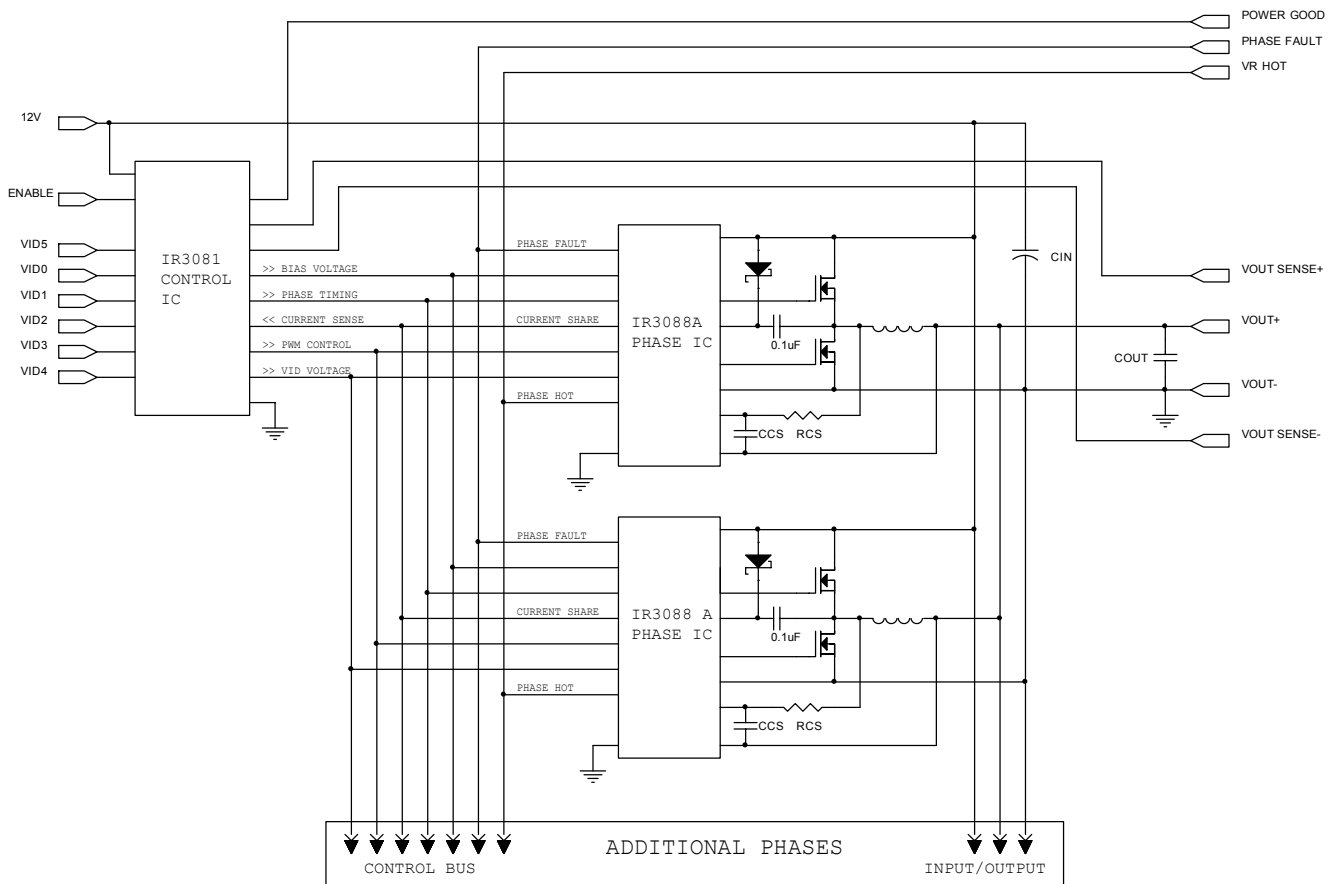 POWER GOOD
PHASE FAULT
VR HOT
12V
ENABLE
VID5
VID0
VID1
VID2
VID3
VID4
IR3081
CONTROL
IC
>> BIAS VOLTAGE
>> PHASE TIMING
<< CURRENT SENSE
>> PWM CONTROL
>> VID VOLTAGE
PHASE FAULT
CURRENT SHARE
PHASE HOT
IR3088A
PHASE IC
0.1uF
CCS RCS
CIN
COUT
VOUT SENSE+
VOUT+
VOUT-
VOUT SENSE-
PHASE FAULT
CURRENT SHARE
PHASE HOT
IR3088 A
PHASE IC
0.1uF
CCS RCS
ADDITIONAL PHASES
CONTROL BUS
INPUT/OUTPUT